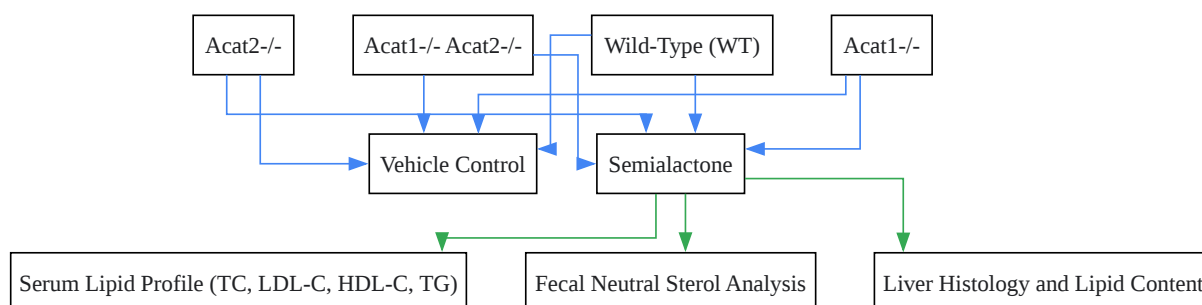 Acat2-/-
Acat1-/- Acat2-/-
Wild-Type (WT)
Acat1-/-
Vehicle Control
Semialactone
Serum Lipid Profile (TC, LDL-C, HDL-C, TG)
Fecal Neutral Sterol Analysis
Liver Histology and Lipid Content